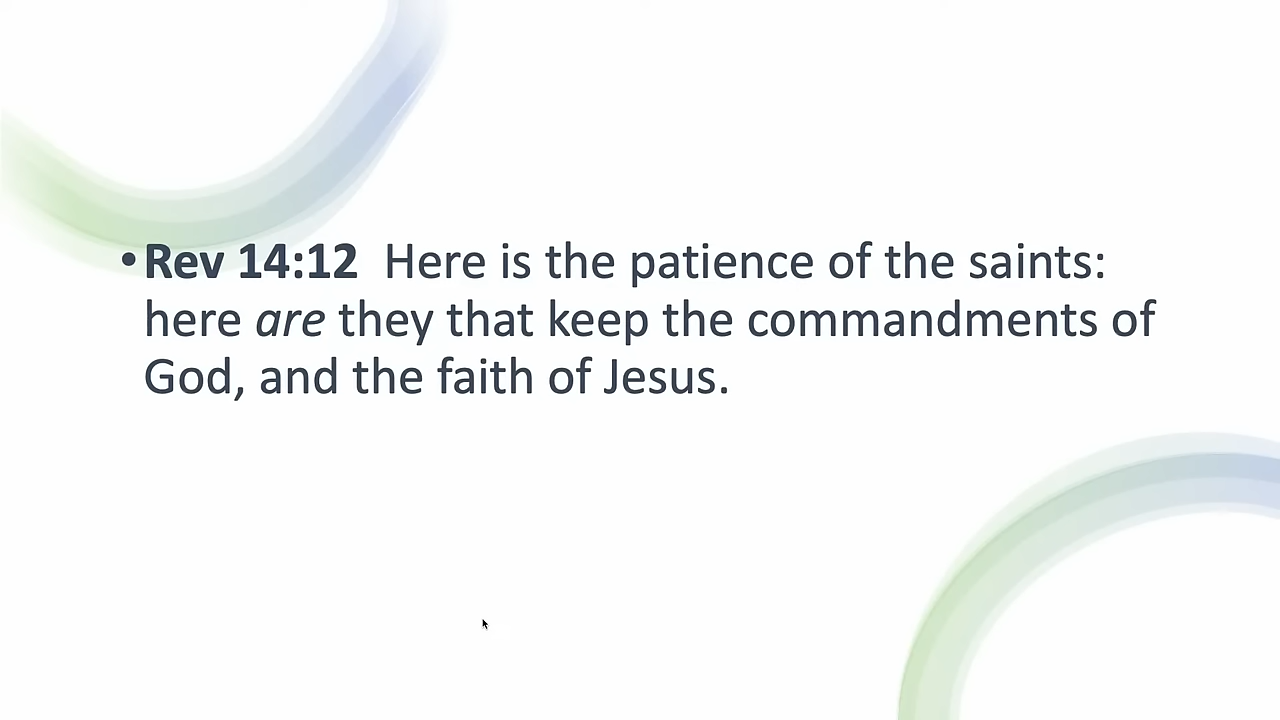 •Rev 14:12 Here is the patience of the saints:
here are they that keep the commandments of
God, and the faith of Jesus.